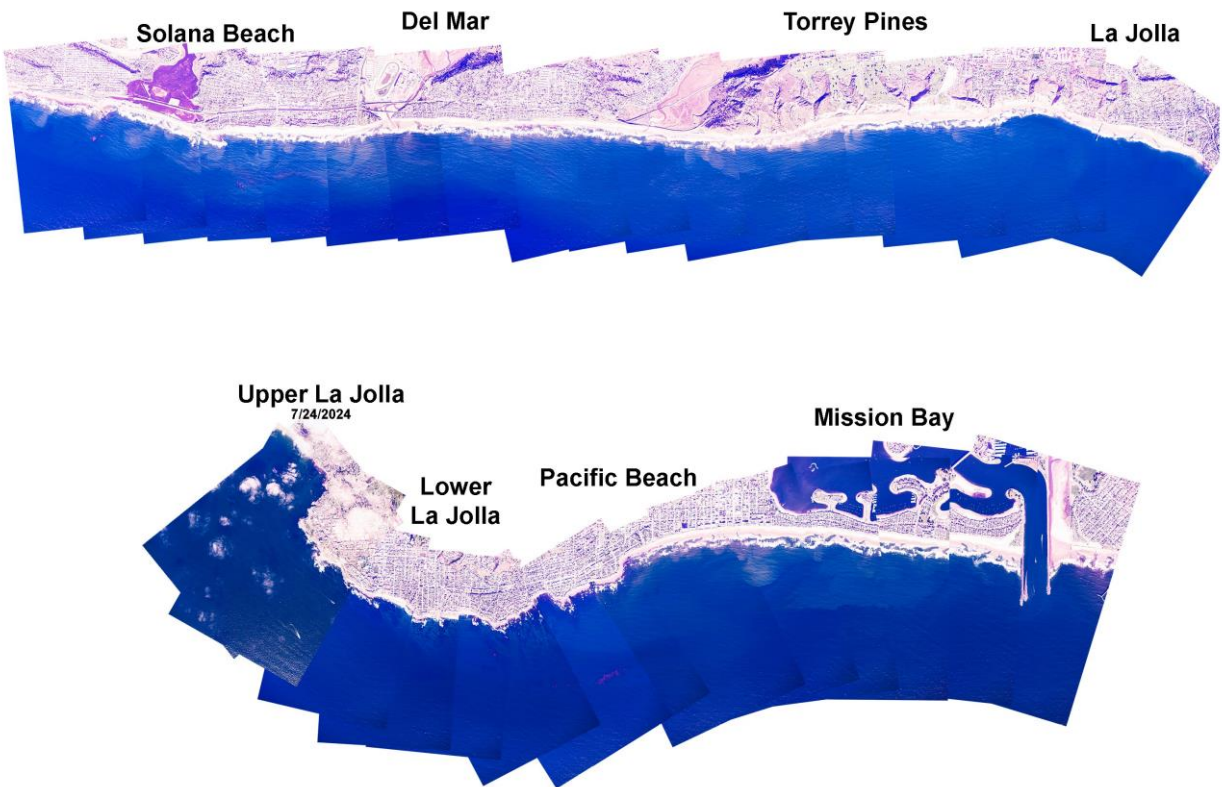 Solana Beach
Del Mar
Torrey Pines
La Jolla
Upper La Jolla
7/24/2024
Lower
La Jolla
Pacific Beach
Mission Bay